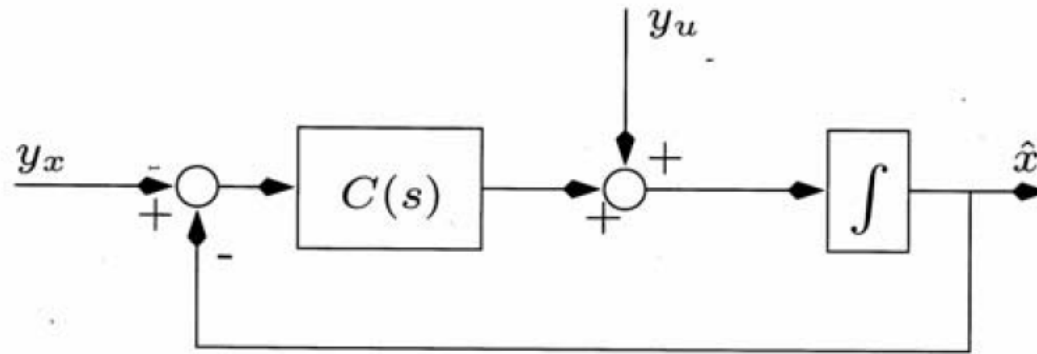 y_u
y_x
+
-
C(s)
+
+
∫
x̂